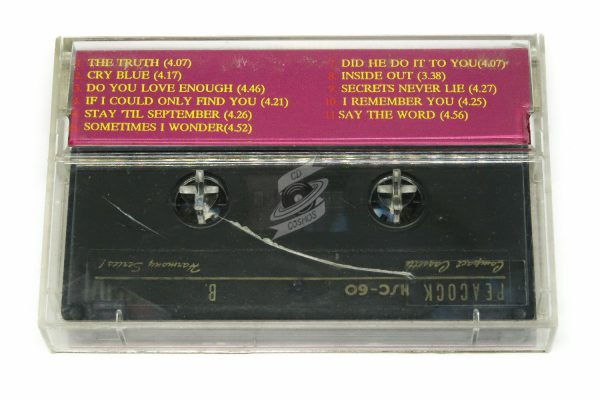 1. THE TRUTH (4.07)
2. CRY BLUE (4.17)
3. DO YOU LOVE ENOUGH (4.46)
4. IF I COULD ONLY FIND YOU (4.21)
5. STAY 'TIL SEPTEMBER (4.26)
6. SOMETIMES I WONDER(4.52)
7. DID HE DO IT TO YOU(4.07)
8. INSIDE OUT (3.38)
9. SECRETS NEVER LIE (4.27)
10. I REMEMBER YOU (4.25)
11. SAY THE WORD (4.56)
CD
COSMOS
PEACOCK HSC-60 B.
Compact Cassette Harmony Series!